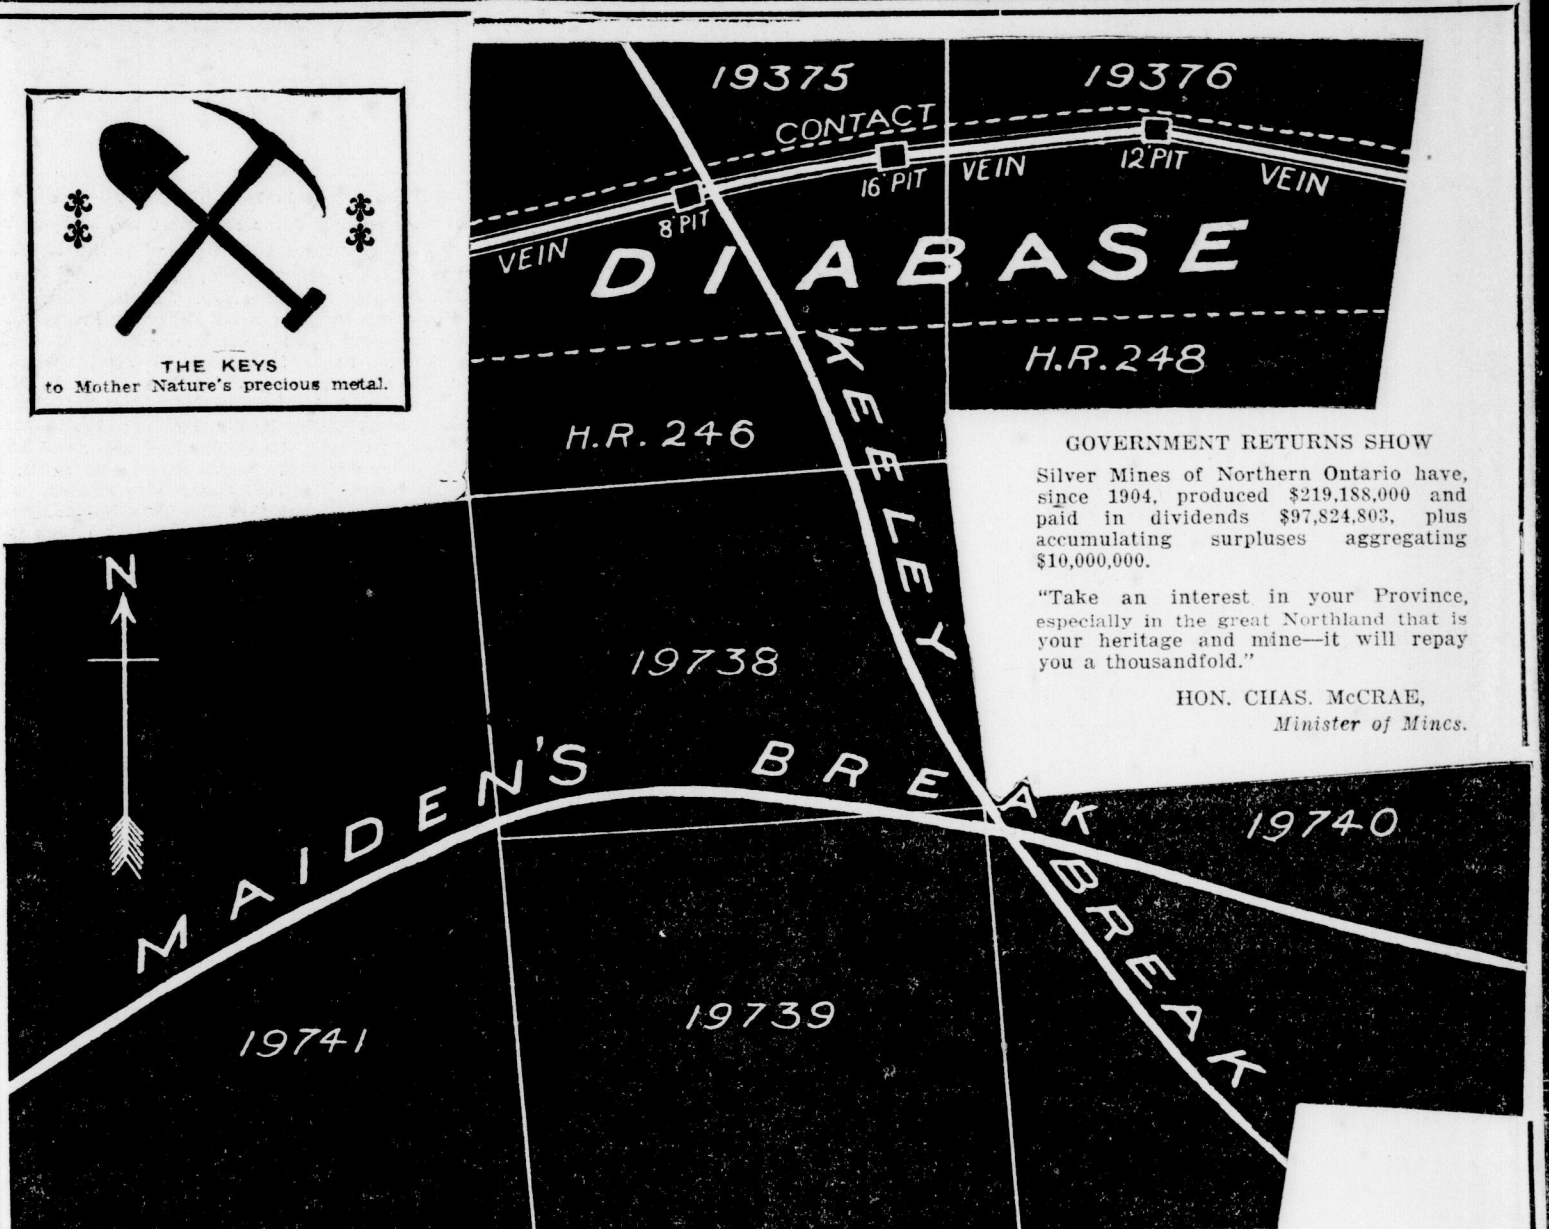 19375
19376
CONTACT
8' PIT
16' PIT
VEIN
12' PIT
VEIN
VEIN
DIABASE
THE KEYS
to Mother Nature's precious metal.
H.R. 246
H.R. 248
KEELEY
GOVERNMENT RETURNS SHOW
Silver Mines of Northern Ontario have,
since 1904, produced $219,188,000 and
paid in dividends $97,824,803, plus
accumulating surpluses aggregating
$10,000,000.
"Take an interest in your Province,
especially in the great Northland that is
your heritage and mine—it will repay
you a thousandfold."
HON. CHAS. McCRAE,
Minister of Mines.
N
19738
MAIDEN'S BREAK
19740
BREAK
19741
19739